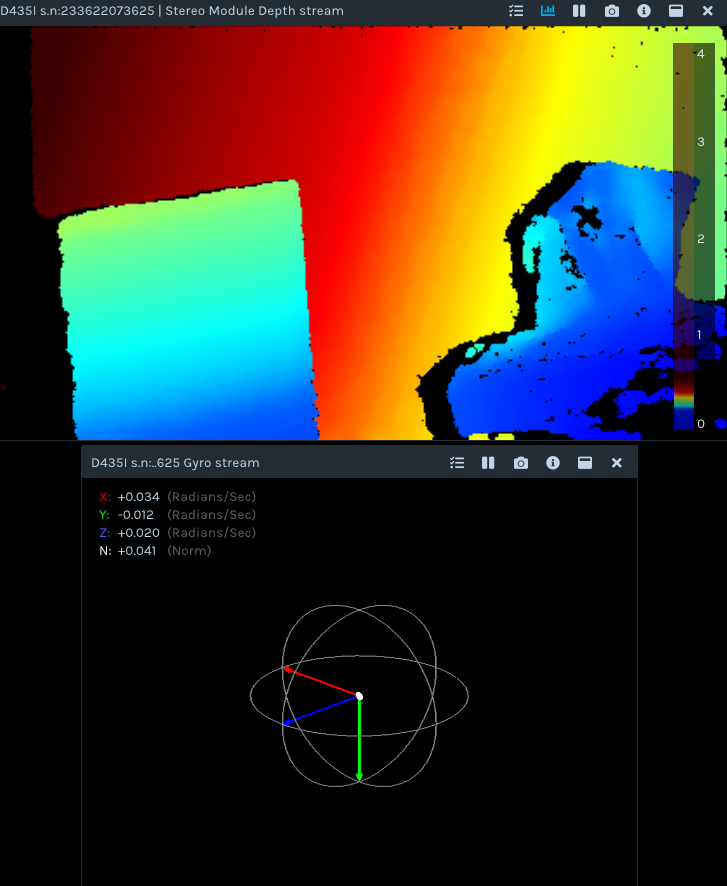 D435I s.n:233622073625 | Stereo Module Depth stream
4
3
2
1
0
D435I s.n:..625 Gyro stream
X: +0.034 (Radians/Sec)
Y: -0.012 (Radians/Sec)
Z: +0.020 (Radians/Sec)
N: +0.041 (Norm)